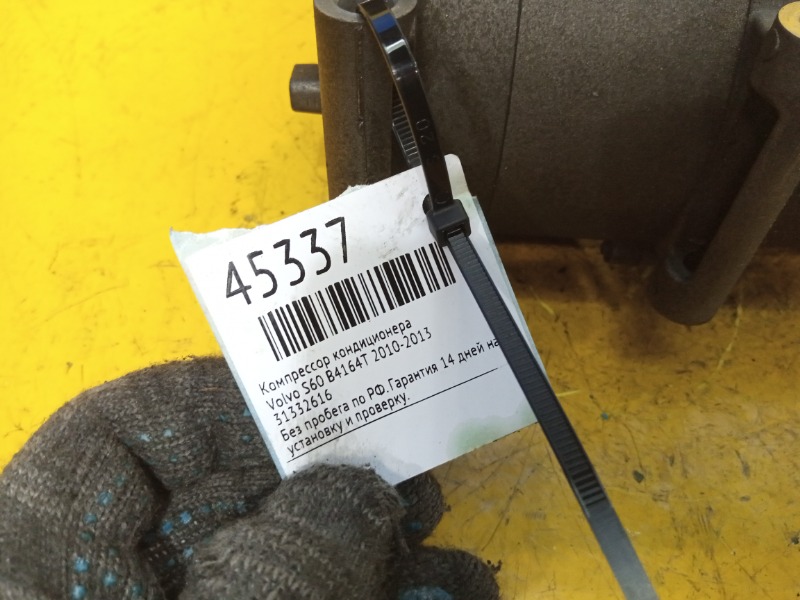 45337
Компрессор кондиционера
Volvo S60 B4164T 2010-2013
31332616
Без пробега по РФ.Гарантия 14 дней на
установку и проверку.